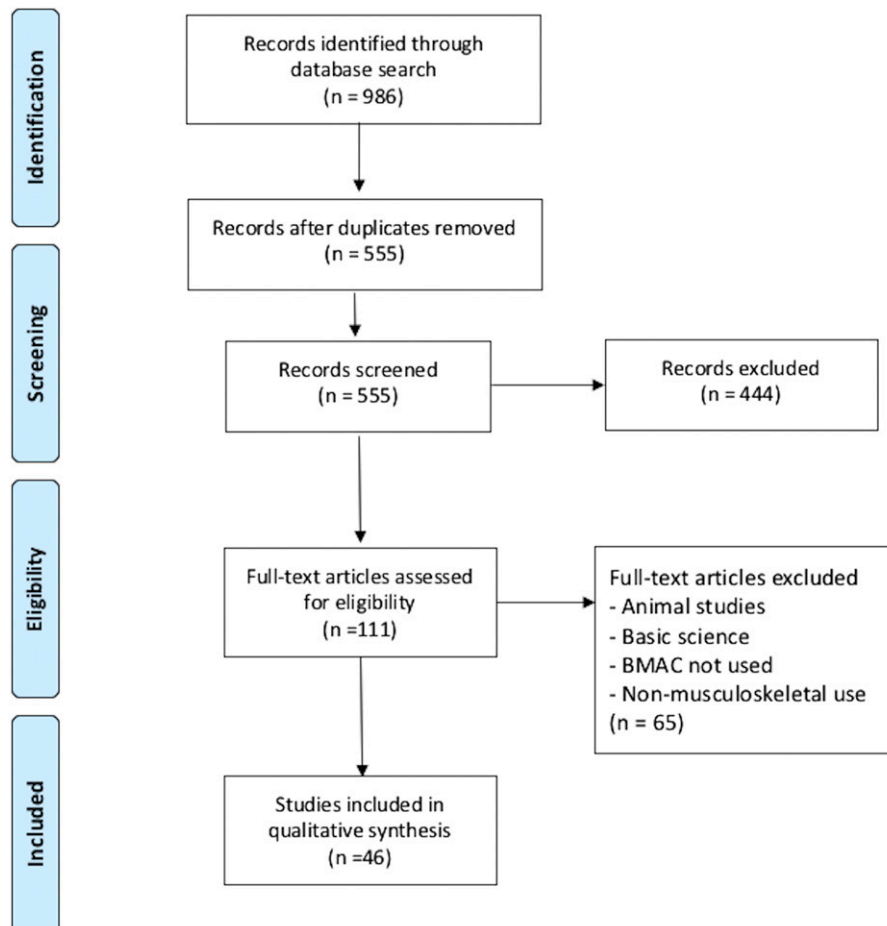 Identification
Records identified through
database search
(n = 986)
Records after duplicates removed
(n = 555)
Screening
Records screened
(n = 555)
Records excluded
(n = 444)
Eligibility
Full-text articles assessed
for eligibility
(n =111)
Full-text articles excluded
- Animal studies
- Basic science
- BMAC not used
- Non-musculoskeletal use
(n = 65)
Included
Studies included in
qualitative synthesis
(n =46)